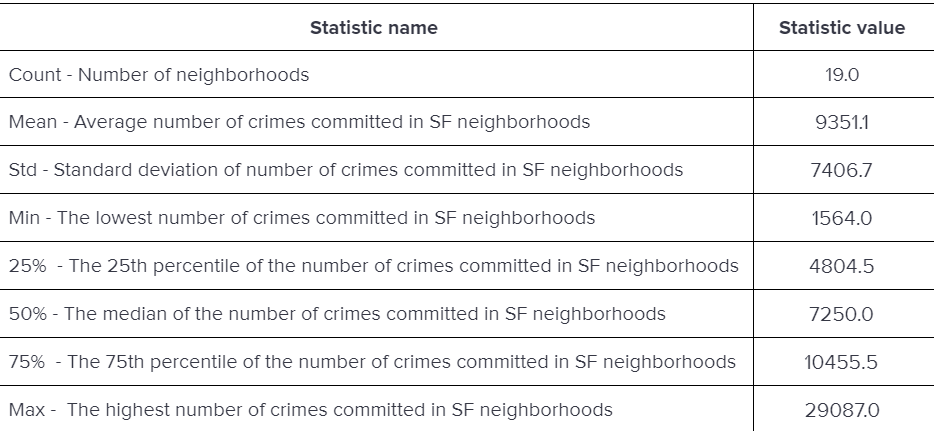 Statistic name Statistic value
Count - Number of neighborhoods 19.0
Mean - Average number of crimes committed in SF neighborhoods 9351.1
Std - Standard deviation of number of crimes committed in SF neighborhoods 7406.7
Min - The lowest number of crimes committed in SF neighborhoods 1564.0
25%  - The 25th percentile of the number of crimes committed in SF neighborhoods 4804.5
50% - The median of the number of crimes committed in SF neighborhoods 7250.0
75%  - The 75th percentile of the number of crimes committed in SF neighborhoods 10455.5
Max -  The highest number of crimes committed in SF neighborhoods 29087.0